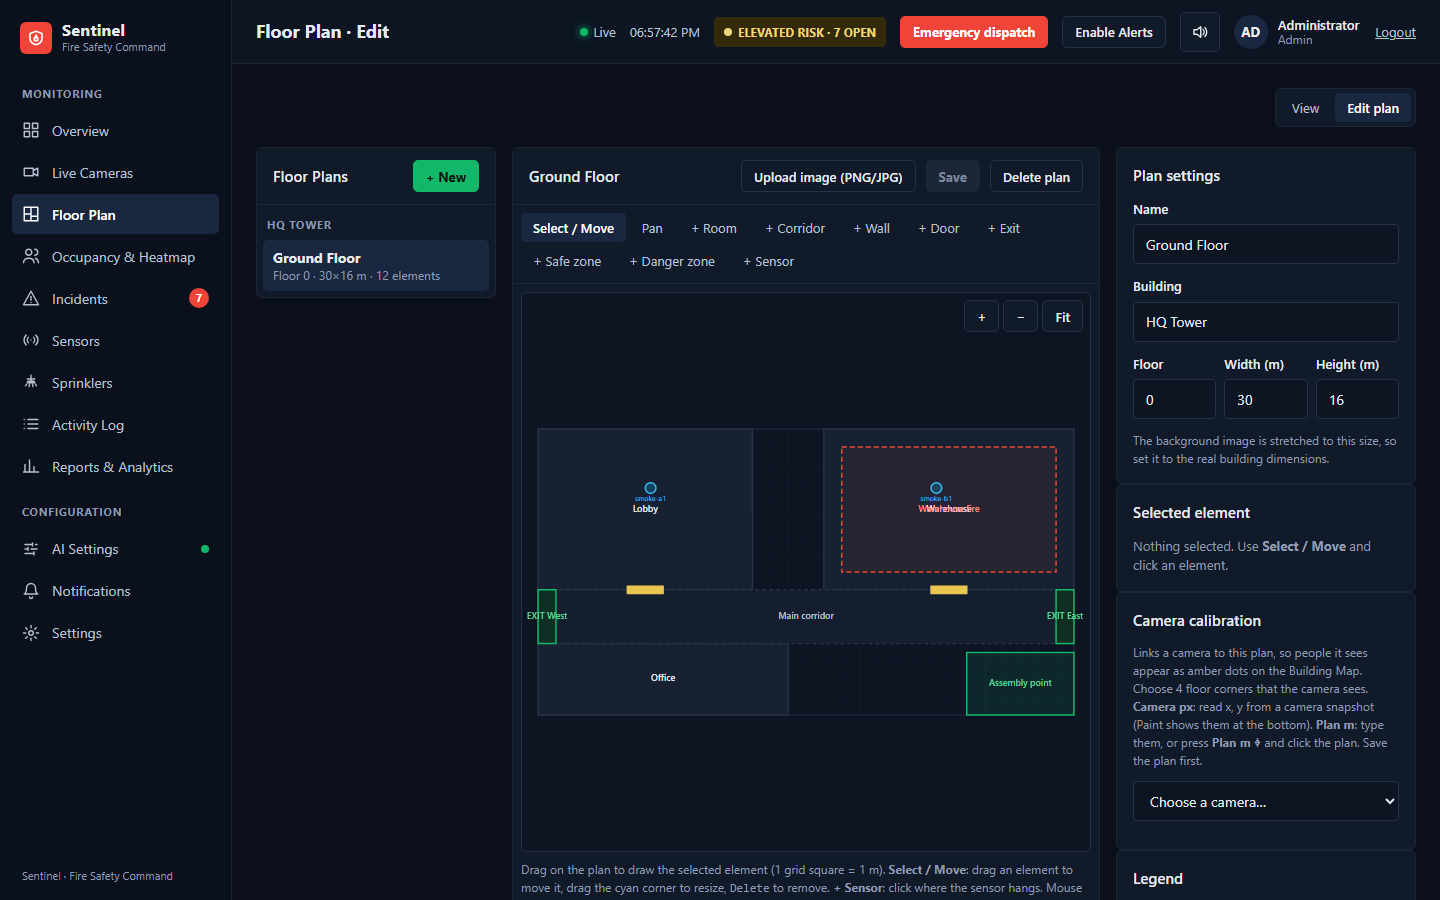 Sentinel
Fire Safety Command
MONITORING
Overview
Live Cameras
Floor Plan
Occupancy & Heatmap
Incidents
7
Sensors
Sprinklers
Activity Log
Reports & Analytics
CONFIGURATION
AI Settings
Notifications
Settings
Sentinel · Fire Safety Command
Floor Plan · Edit
Live
06:57:42 PM
ELEVATED RISK · 7 OPEN
Emergency dispatch
Enable Alerts
AD
Administrator
Admin
Logout
View
Edit plan
Floor Plans
+ New
HQ TOWER
Ground Floor
Floor 0 · 30×16 m · 12 elements
Ground Floor
Upload image (PNG/JPG)
Save
Delete plan
Select / Move
Pan
+ Room
+ Corridor
+ Wall
+ Door
+ Exit
+ Safe zone
+ Danger zone
+ Sensor
+
−
Fit
smoke-a1
Lobby
smoke-b1
Warehouse
EXIT West
Main corridor
EXIT East
Office
Assembly point
Drag on the plan to draw the selected element (1 grid square = 1 m). Select / Move: drag an element to
move it, drag the cyan corner to resize, Delete to remove. + Sensor: click where the sensor hangs. Mouse
Plan settings
Name
Ground Floor
Building
HQ Tower
Floor
Width (m)
Height (m)
0
30
16
The background image is stretched to this size, so
set it to the real building dimensions.
Selected element
Nothing selected. Use Select / Move and
click an element.
Camera calibration
Links a camera to this plan, so people it sees
appear as amber dots on the Building Map.
Choose 4 floor corners that the camera sees.
Camera px: read x, y from a camera snapshot
(Paint shows them at the bottom). Plan m: type
them, or press Plan m ⌖ and click the plan. Save
the plan first.
Choose a camera...
Legend